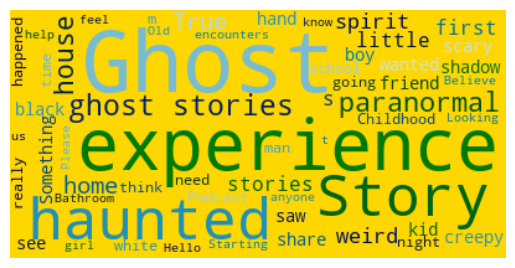 happened
feel
m
Old
True
hand
know
spirit
first
help
encounters
little
scary
time
house
Ghost
school
boy
wanted
shadow
going
friend
Believe
black
ghost stories
s
paranormal
Childhood
Looking
us
Something
Please
experience
man
t
really
home
think
need
stories
Story
Bathroom
Podcast
anyone
haunted
saw
kid
see
girl
white
Hello
Starting
share
weird
night
creepy